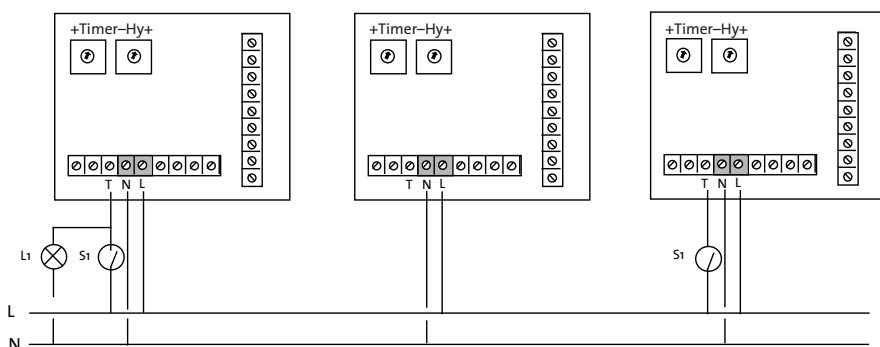 +Timer–Hy+
+Timer–Hy+
+Timer–Hy+
T N L
T N L
T N L
L1
S1
S1
L
N